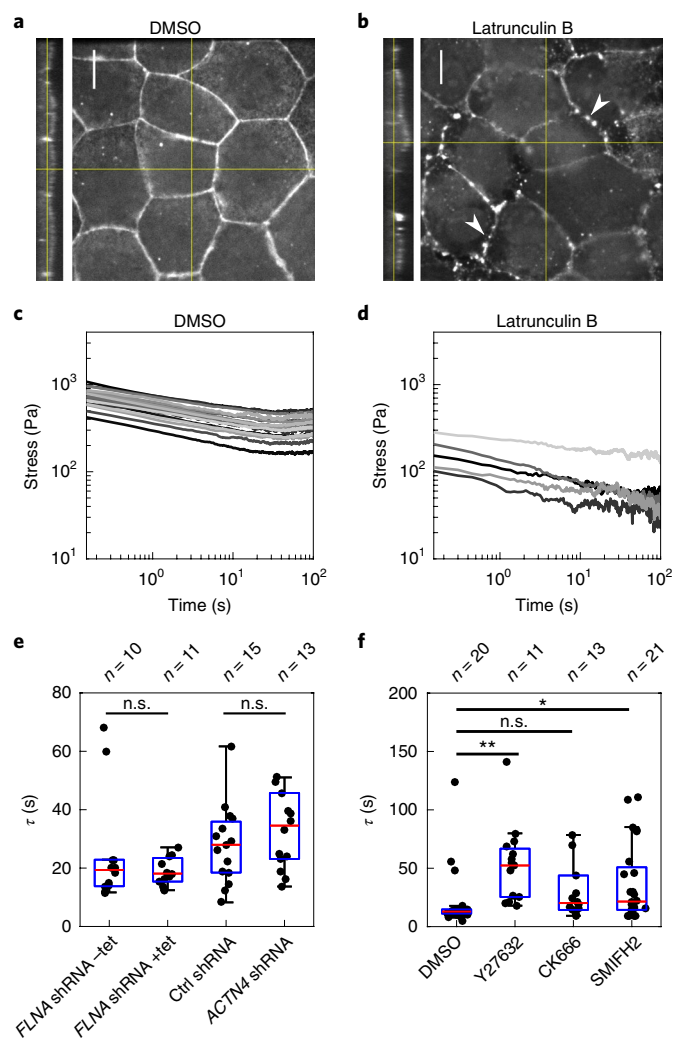 a
DMSO
b
Latrunculin B
c
DMSO
10³
10²
10¹
Stress (Pa)
10⁰
10¹
10²
Time (s)
d
Latrunculin B
10³
10²
10¹
Stress (Pa)
10⁰
10¹
10²
Time (s)
e
n = 10
n = 11
n = 15
n = 13
80
60
40
20
0
τ (s)
n.s.
n.s.
FLNA shRNA –tet
FLNA shRNA +tet
Ctrl shRNA
ACTN4 shRNA
f
n = 20
n = 11
n = 13
n = 21
200
150
100
50
0
τ (s)
*
n.s.
**
DMSO
Y27632
CK666
SMIFH2